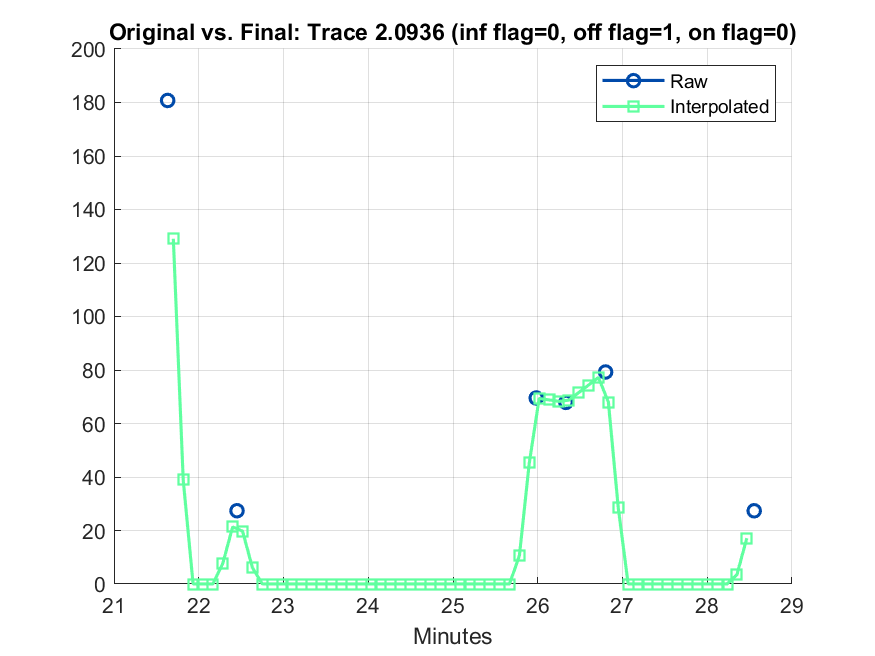 Original vs. Final: Trace 2.0936 (inf flag=0, off flag=1, on flag=0)
200
180
160
140
120
100
80
60
40
20
0
Raw
Interpolated
21 22 23 24 25 26 27 28 29
Minutes